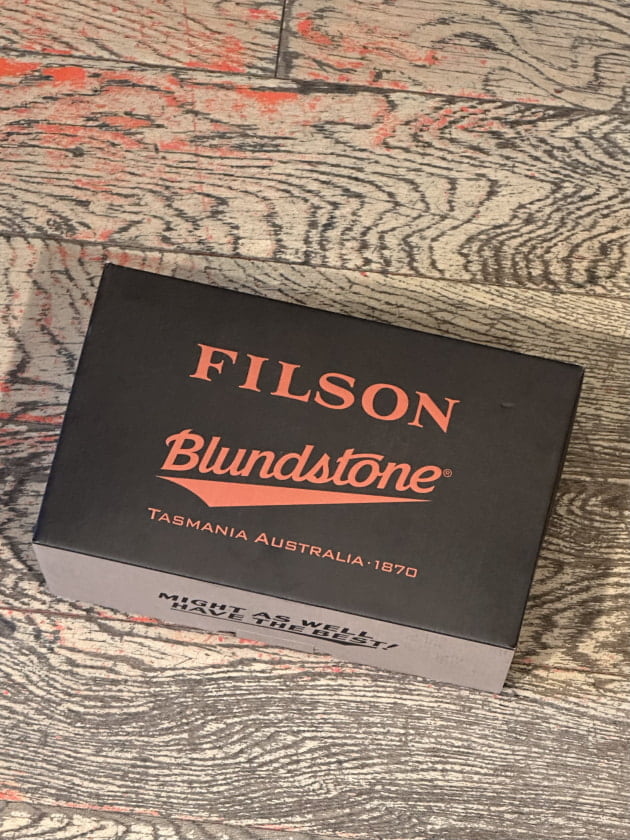 FILSON
Blundstone®
TASMANIA AUSTRALIA · 1870
MIGHT AS WELL
HAVE THE BEST!